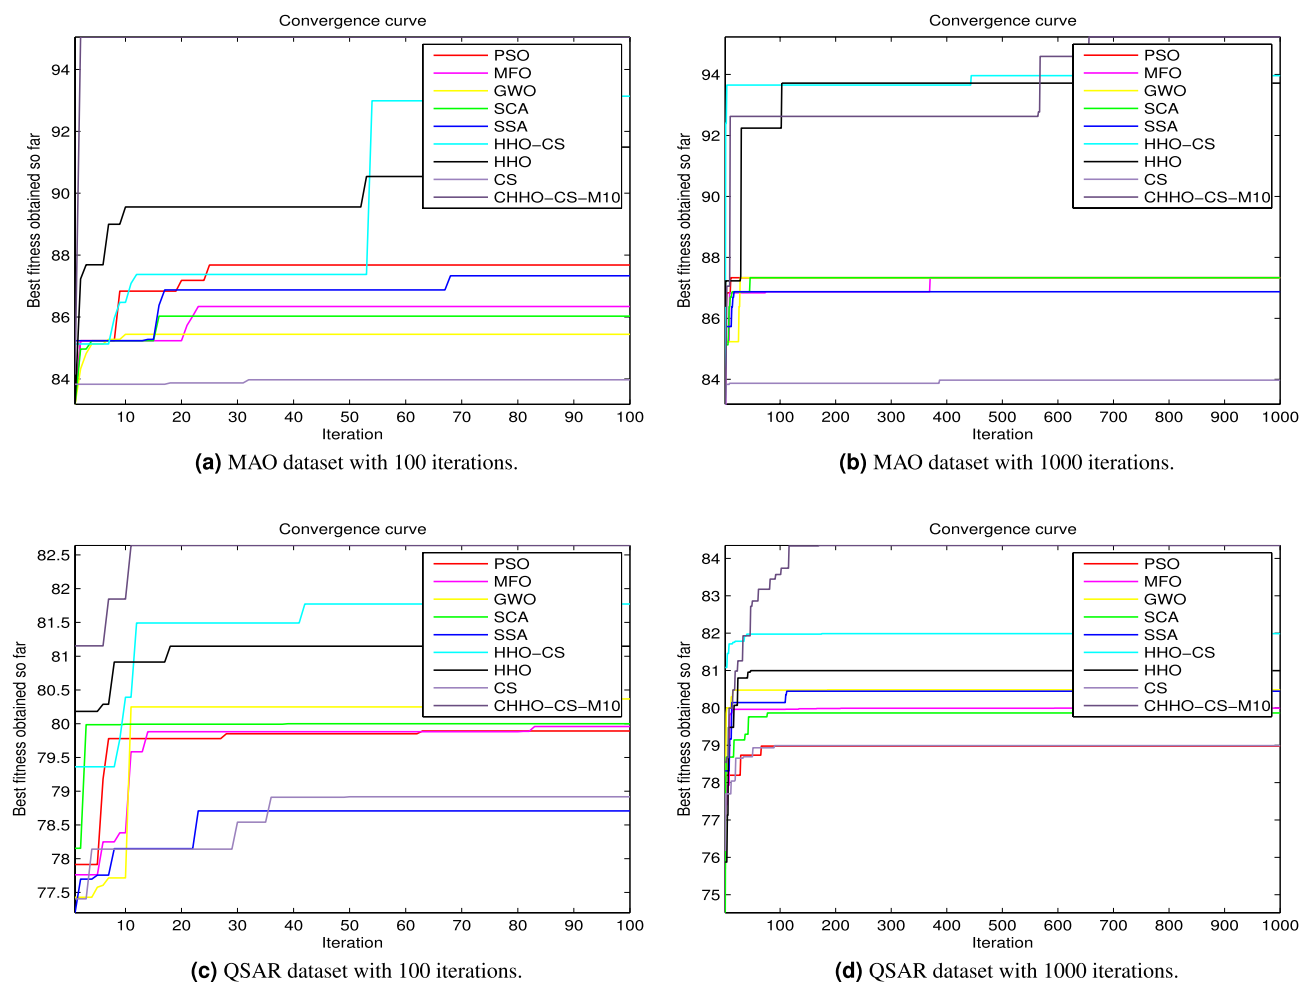 Convergence curve
Best fitness obtained so far
94
92
90
88
86
84
PSO
MFO
GWO
SCA
SSA
HHO-CS
HHO
CS
CHHO-CS-M10
10 20 30 40 50 60 70 80 90 100
Iteration
(a) MAO dataset with 100 iterations.
Convergence curve
Best fitness obtained so far
94
92
90
88
86
84
PSO
MFO
GWO
SCA
SSA
HHO-CS
HHO
CS
CHHO-CS-M10
100 200 300 400 500 600 700 800 900 1000
Iteration
(b) MAO dataset with 1000 iterations.
Convergence curve
Best fitness obtained so far
82.5
82
81.5
81
80.5
80
79.5
79
78.5
78
77.5
PSO
MFO
GWO
SCA
SSA
HHO-CS
HHO
CS
CHHO-CS-M10
10 20 30 40 50 60 70 80 90 100
Iteration
(c) QSAR dataset with 100 iterations.
Convergence curve
Best fitness obtained so far
84
83
82
81
80
79
78
77
76
75
PSO
MFO
GWO
SCA
SSA
HHO-CS
HHO
CS
CHHO-CS-M10
100 200 300 400 500 600 700 800 900 1000
Iteration
(d) QSAR dataset with 1000 iterations.